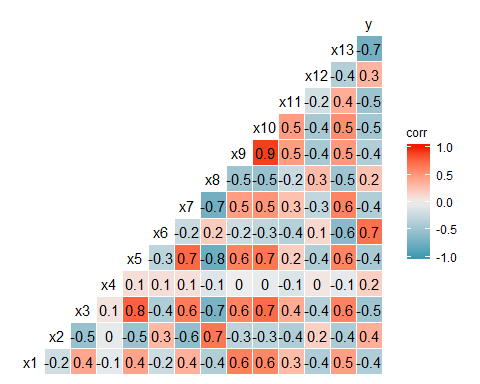 y
x13 -0.7
x12 -0.4 0.3
x11 -0.2 0.4 -0.5
x10 0.5 -0.4 0.5 -0.5
x9 0.9 0.5 -0.4 0.5 -0.4
x8 -0.5 -0.5 -0.2 0.3 -0.5 0.2
x7 -0.7 0.5 0.5 0.3 -0.3 0.6 -0.4
x6 -0.2 0.2 -0.2 -0.3 -0.4 0.1 -0.6 0.7
x5 -0.3 0.7 -0.8 0.6 0.7 0.2 -0.4 0.6 -0.4
x4 0.1 0.1 0.1 -0.1 0 0 -0.1 0 -0.1 0.2
x3 0.1 0.8 -0.4 0.6 -0.7 0.6 0.7 0.4 -0.4 0.6 -0.5
x2 -0.5 0 -0.5 0.3 -0.6 0.7 -0.3 -0.3 -0.4 0.2 -0.4 0.4
x1 -0.2 0.4 -0.1 0.4 -0.2 0.4 -0.4 0.6 0.6 0.3 -0.4 0.5 -0.4
corr
1.0
0.5
0.0
-0.5
-1.0